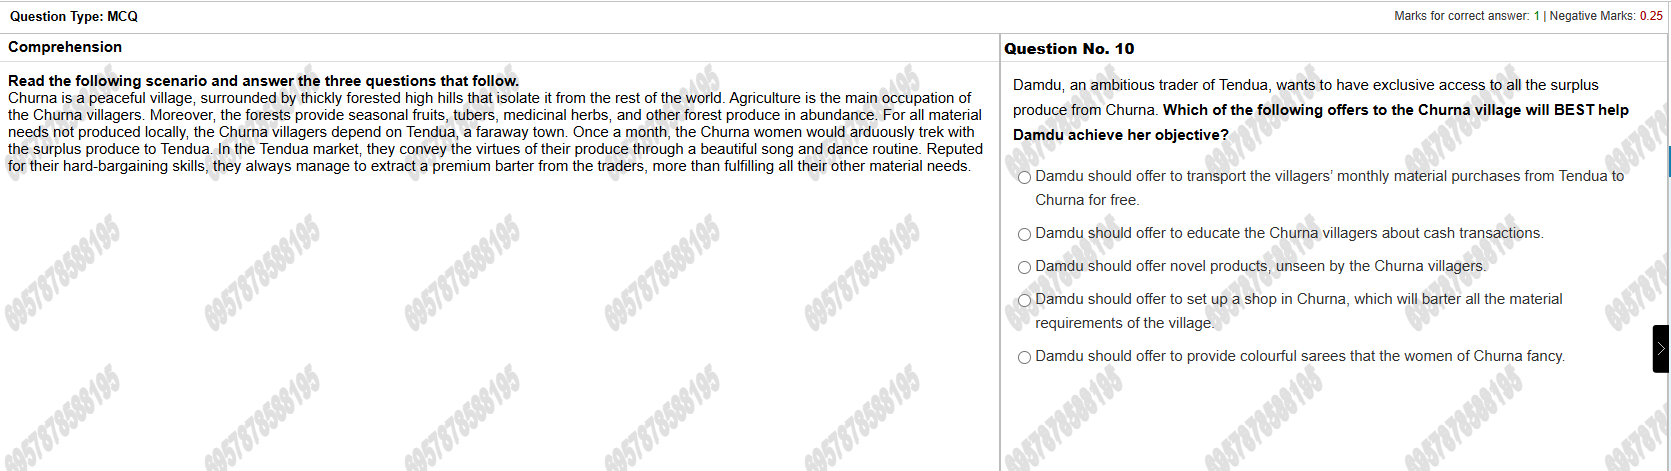 Question Type: MCQ
Marks for correct answer: 1 | Negative Marks: 0.25
Comprehension
Read the following scenario and answer the three questions that follow.
Churna is a peaceful village, surrounded by thickly forested high hills that isolate it from the rest of the world. Agriculture is the main occupation of
the Churna villagers. Moreover, the forests provide seasonal fruits, tubers, medicinal herbs, and other forest produce in abundance. For all material
needs not produced locally, the Churna villagers depend on Tendua, a faraway town. Once a month, the Churna women would arduously trek with
the surplus produce to Tendua. In the Tendua market, they convey the virtues of their produce through a beautiful song and dance routine. Reputed
for their hard-bargaining skills, they always manage to extract a premium barter from the traders, more than fulfilling all their other material needs.
Question No. 10
Damdu, an ambitious trader of Tendua, wants to have exclusive access to all the surplus
produce from Churna. Which of the following offers to the Churna village will BEST help
Damdu achieve her objective?
Damdu should offer to transport the villagers' monthly material purchases from Tendua to
Churna for free.
Damdu should offer to educate the Churna villagers about cash transactions.
Damdu should offer novel products, unseen by the Churna villagers.
Damdu should offer to set up a shop in Churna, which will barter all the material
requirements of the village.
Damdu should offer to provide colourful sarees that the women of Churna fancy.